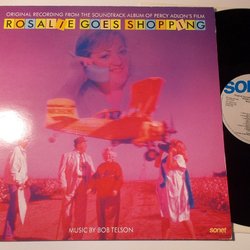 ORIGINAL RECORDING FROM THE SOUNDTRACK ALBUM OF PERCY ADLON'S FILM
ROSALIE GOES SHOPPING
MUSIC BY BOB TELSON
sonet
SON